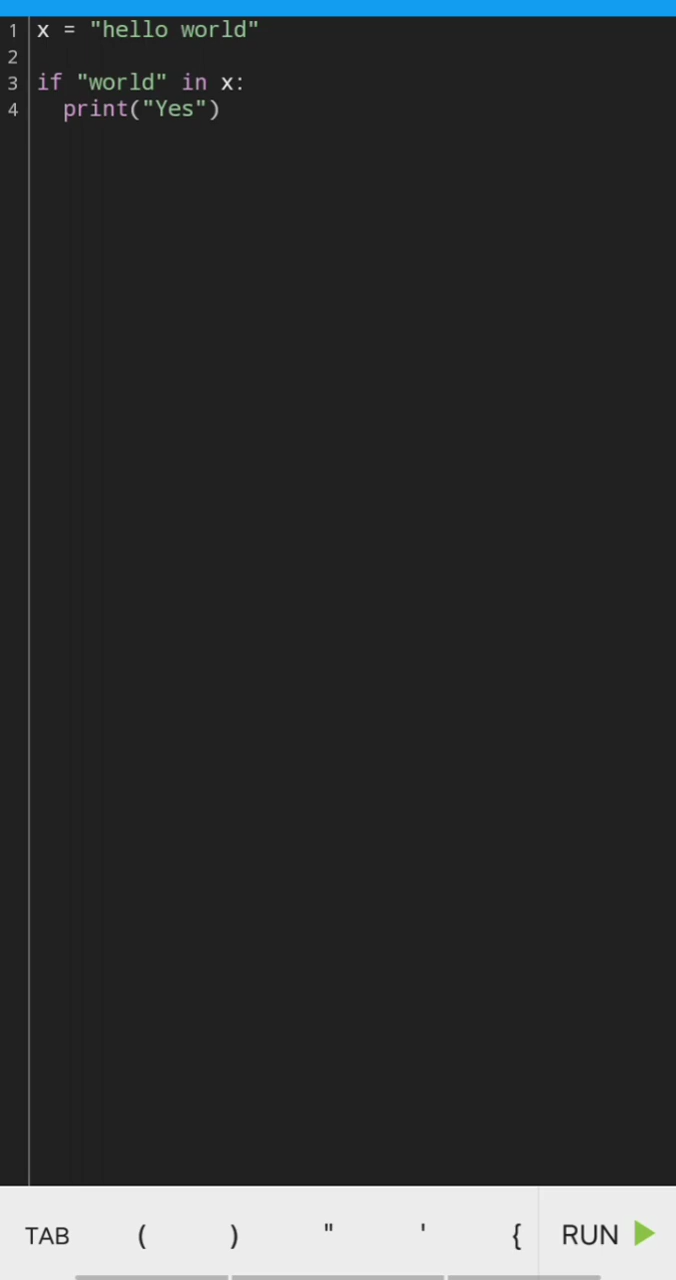 1 x = "hello world"
2
3 if "world" in x:
4   print("Yes")
TAB ( ) " ' { RUN